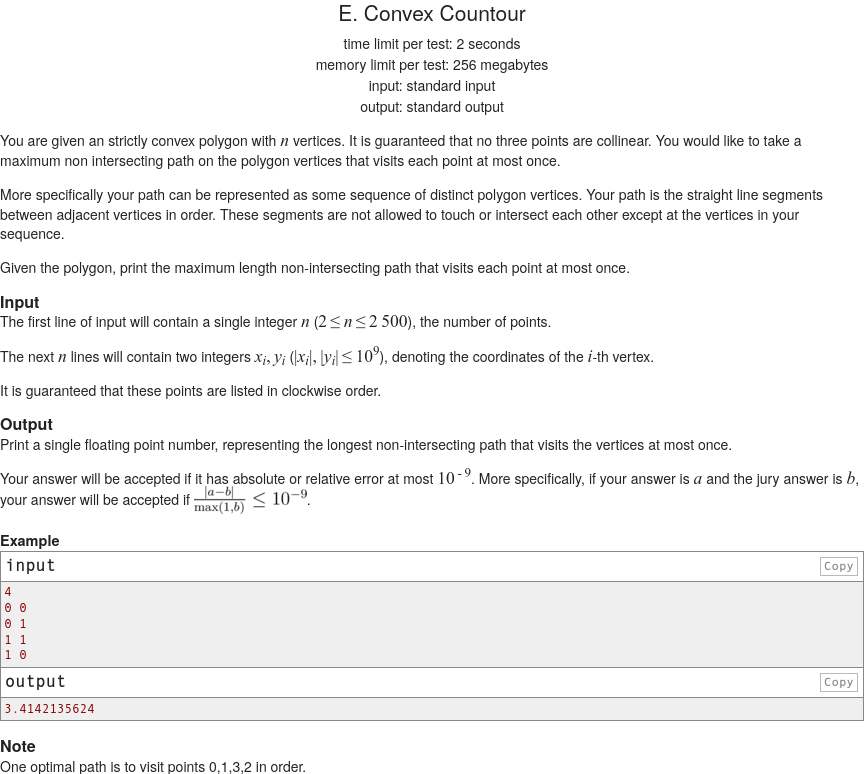 E. Convex Countour
time limit per test: 2 seconds
memory limit per test: 256 megabytes
input: standard input
output: standard output
You are given an strictly convex polygon with n vertices. It is guaranteed that no three points are collinear. You would like to take a
maximum non intersecting path on the polygon vertices that visits each point at most once.
More specifically your path can be represented as some sequence of distinct polygon vertices. Your path is the straight line segments
between adjacent vertices in order. These segments are not allowed to touch or intersect each other except at the vertices in your
sequence.
Given the polygon, print the maximum length non-intersecting path that visits each point at most once.
Input
The first line of input will contain a single integer n (2 ≤ n ≤ 2 500), the number of points.
The next n lines will contain two integers x_i, y_i (|x_i|, |y_i| ≤ 10^9), denoting the coordinates of the i-th vertex.
It is guaranteed that these points are listed in clockwise order.
Output
Print a single floating point number, representing the longest non-intersecting path that visits the vertices at most once.
Your answer will be accepted if it has absolute or relative error at most 10^{-9}. More specifically, if your answer is a and the jury answer is b,
your answer will be accepted if \frac{|a-b|}{\max(1,b)} ≤ 10^{-9}.
Example
input
Copy
4
0 0
0 1
1 1
1 0
output
Copy
3.4142135624
Note
One optimal path is to visit points 0,1,3,2 in order.